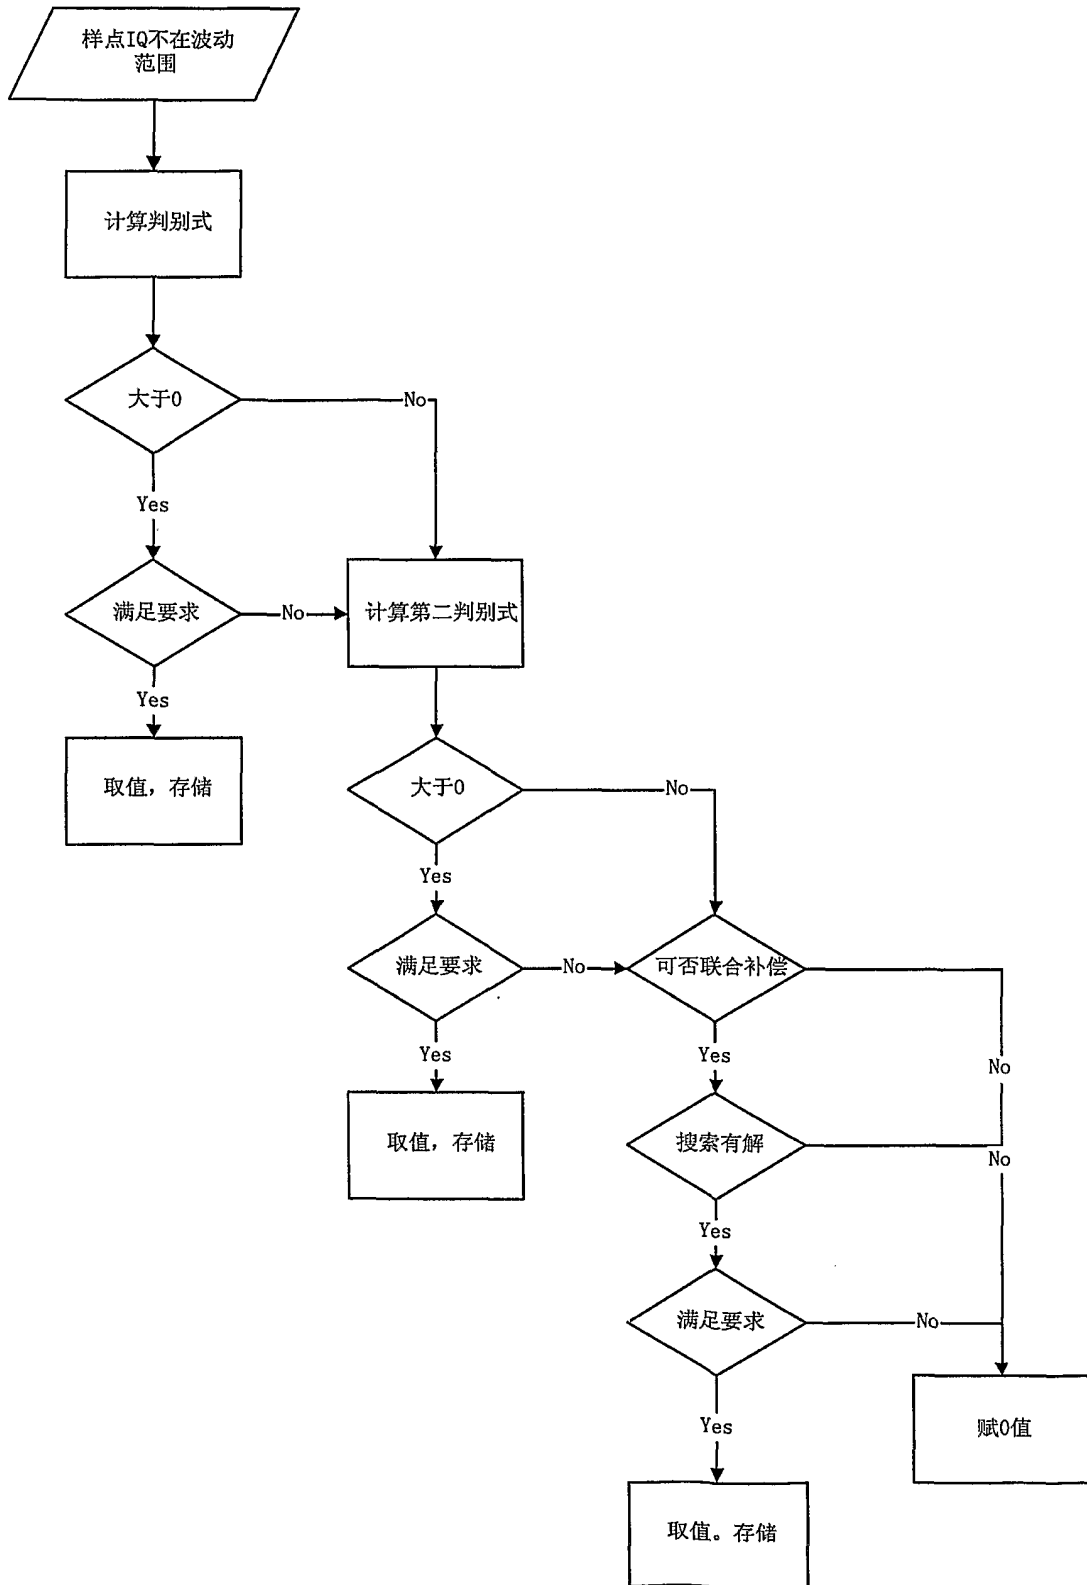 样点IQ不在波动
范围
计算判别式
大于0
No
Yes
满足要求
No
计算第二判别式
Yes
取值，存储
大于0
No
Yes
满足要求
No
可否联合补偿
Yes
Yes
No
取值，存储
搜索有解
No
Yes
满足要求
No
Yes
赋0值
取值。存储